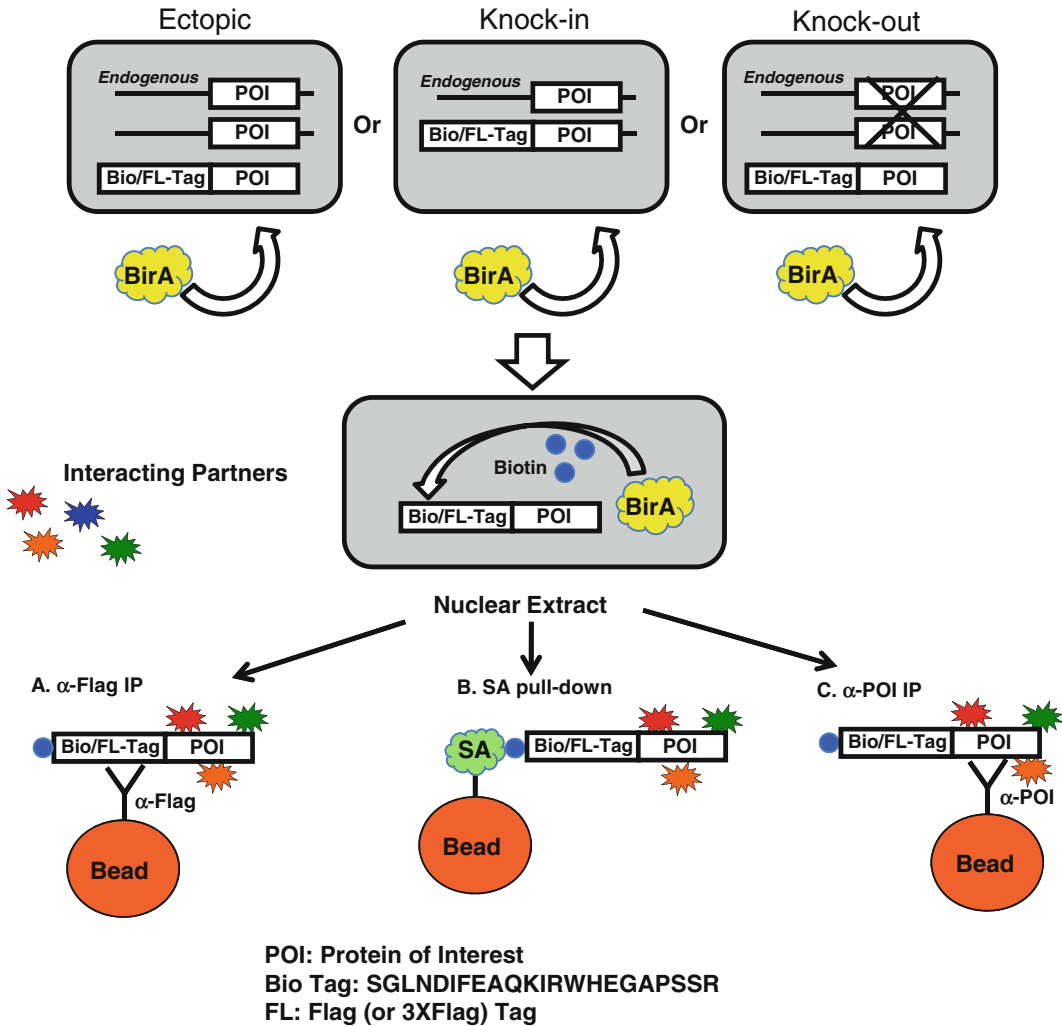 Ectopic
Knock-in
Knock-out
Endogenous
POI
POI
Bio/FL-Tag POI
Or
Endogenous
POI
Bio/FL-Tag POI
Or
Endogenous
POI
POI
Bio/FL-Tag POI
BirA
BirA
BirA
Interacting Partners
Biotin
Bio/FL-Tag POI
BirA
Nuclear Extract
A. α-Flag IP
Bio/FL-Tag POI
α-Flag
Bead
B. SA pull-down
SA
Bio/FL-Tag POI
Bead
C. α-POI IP
Bio/FL-Tag POI
α-POI
Bead
POI: Protein of Interest
Bio Tag: SGLNDIFEAQKIRWHEGAPSSR
FL: Flag (or 3XFlag) Tag